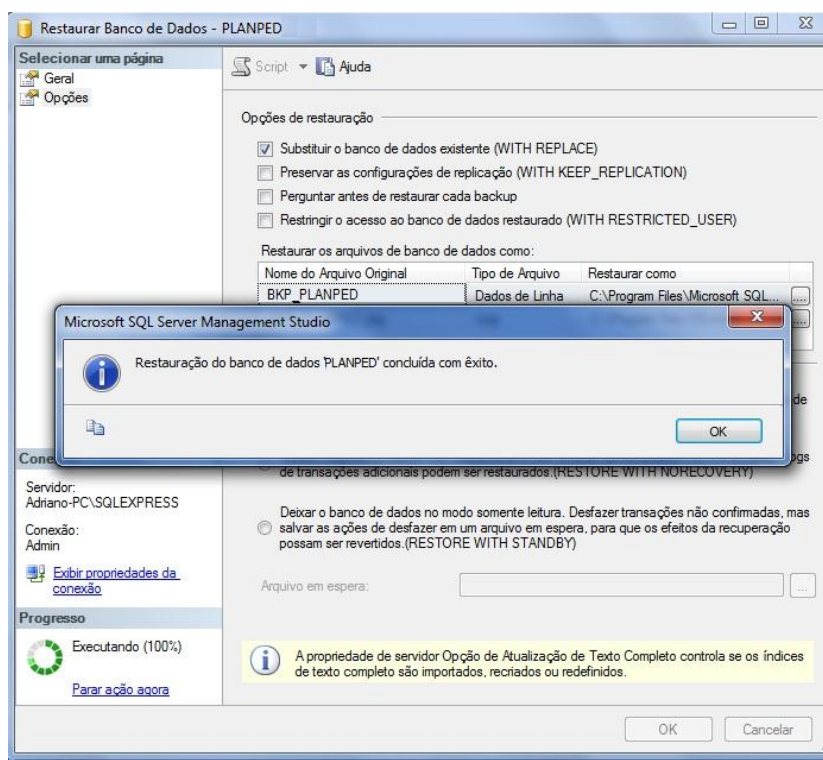 Restaurar Banco de Dados - PLANPED
Selecionar uma página
Geral
Opções
Script
Ajuda
Opções de restauração
Substituir o banco de dados existente (WITH REPLACE)
Preservar as configurações de replicação (WITH KEEP_REPLICATION)
Perguntar antes de restaurar cada backup
Restringir o acesso ao banco de dados restaurado (WITH RESTRICTED_USER)
Restaurar os arquivos de banco de dados como:
Nome do Arquivo Original Tipo de Arquivo Restaurar como
BKP_PLANPED Dados de Linha C:\Program Files\Microsoft SQL... ...
Microsoft SQL Server Management Studio
Restauração do banco de dados 'PLANPED' concluída com êxito.
OK
de
ogs
de transações adicionais podem ser restaurados.(RESTORE WITH NORECOVERY)
Deixar o banco de dados no modo somente leitura. Desfazer transações não confirmadas, mas
salvar as ações de desfazer em um arquivo em espera, para que os efeitos da recuperação
possam ser revertidos.(RESTORE WITH STANDBY)
Arquivo em espera:
...
Cone
Servidor:
Adriano-PC\SQLEXPRESS
Conexão:
Admin
Exibir propriedades da
conexão
Progresso
Executando (100%)
Parar ação agora
A propriedade de servidor Opção de Atualização de Texto Completo controla se os índices
de texto completo são importados, recriados ou redefinidos.
OK
Cancelar